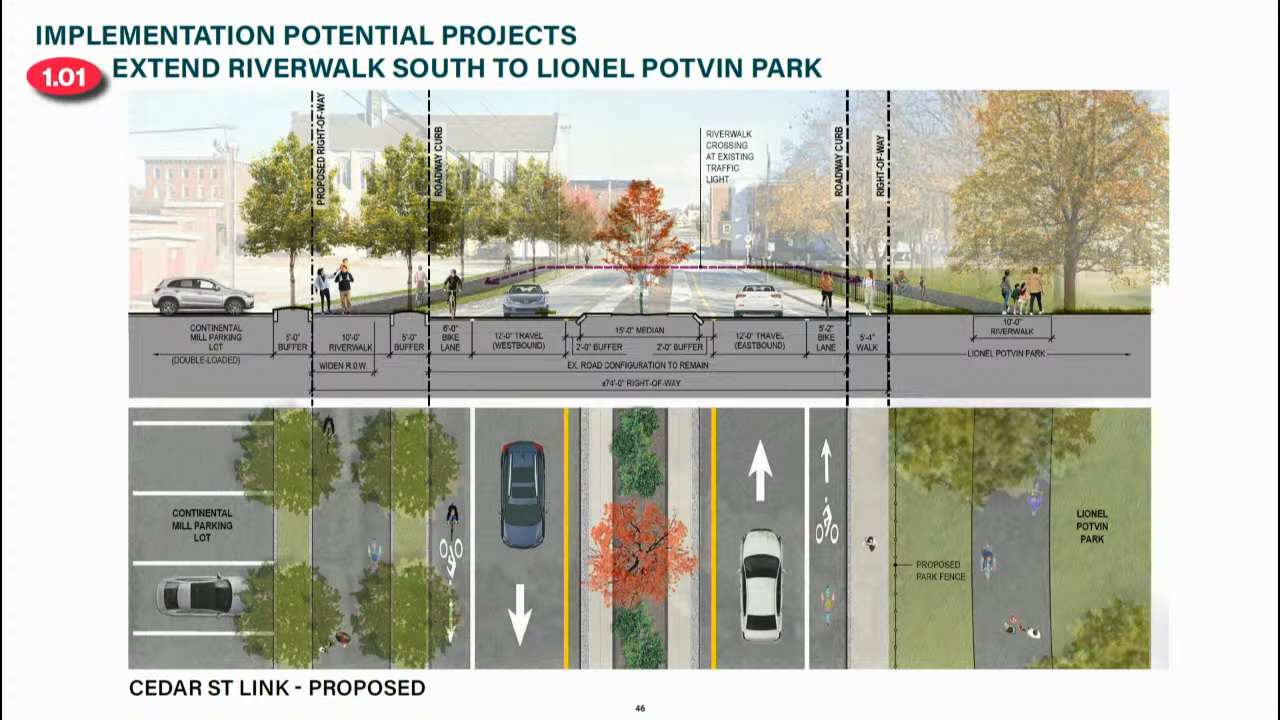 IMPLEMENTATION POTENTIAL PROJECTS
1.01 EXTEND RIVERWALK SOUTH TO LIONEL POTVIN PARK
PROPOSED RIGHT-OF-WAY
ROADWAY CURB
RIVERWALK
CROSSING
AT EXISTING
TRAFFIC
LIGHT
ROADWAY CURB
RIGHT-OF-WAY
CONTINENTAL
MILL PARKING
LOT
(DOUBLE-LOADED)
5'-0"
BUFFER
10'-0"
RIVERWALK
WIDEN R.O.W.
5'-0"
BUFFER
6'-0"
BIKE
LANE
12'-0" TRAVEL
(WESTBOUND)
15'-0" MEDIAN
2'-0" BUFFER
2'-0" BUFFER
12'-0" TRAVEL
(EASTBOUND)
5'-2"
BIKE
LANE
5'-4"
WALK
10'-0"
RIVERWALK
LIONEL POTVIN PARK
EX. ROAD CONFIGURATION TO REMAIN
±74'-0" RIGHT-OF-WAY
CONTINENTAL
MILL PARKING
LOT
PROPOSED
PARK FENCE
LIONEL
POTVIN
PARK
CEDAR ST LINK - PROPOSED
46